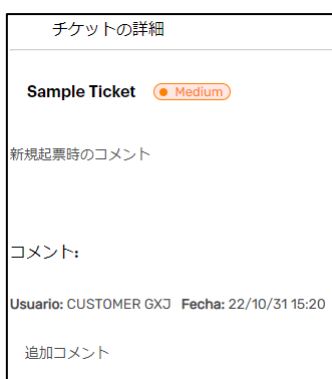 チケットの詳細
Sample Ticket Medium
新規起票時のコメント
コメント:
Usuario: CUSTOMER GXJ Fecha: 22/10/31 15:20
追加コメント